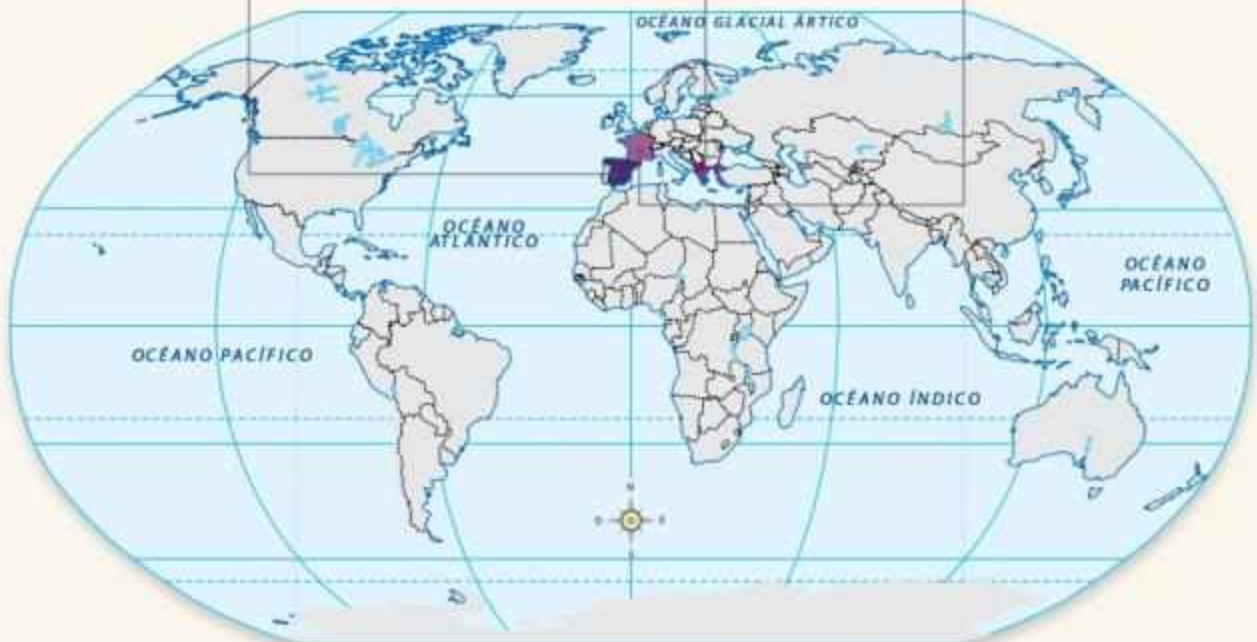 OCÉANO GLACIAL ÁRTICO
OCÉANO
ATLÁNTICO
OCÉANO
PACÍFICO
OCÉANO PACÍFICO
OCÉANO ÍNDICO
N